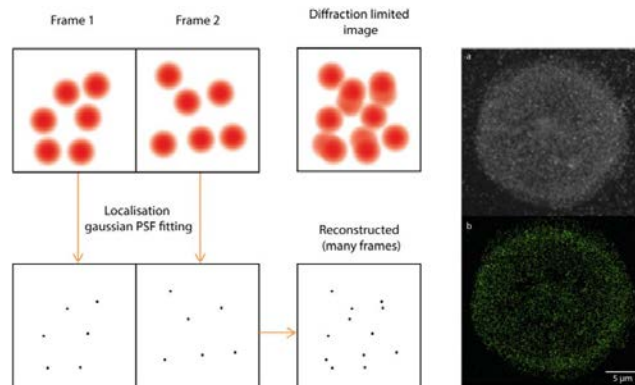 Frame 1
Frame 2
Diffraction limited
image
Localisation
gaussian PSF fitting
Reconstructed
(many frames)
a
b
5 µm